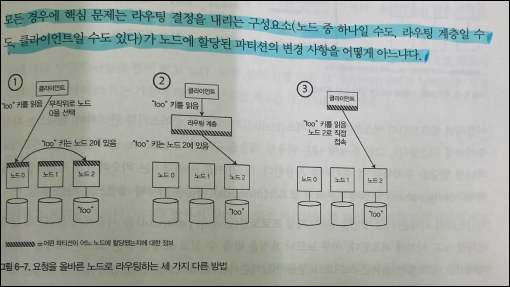 모든 경우에 핵심 문제는 라우팅 결정을 내리는 구성요소(노드 중 하나일 수도, 라우팅 계층일 수
도, 클라이언트일 수도 있다)가 노드에 할당된 파티션의 변경 사항을 어떻게 아느냐다.
1
클라이언트
"foo" 키를 읽음
무작위로 노드
0을 선택
"foo" 키는 노드 2에 있음
노드 0
노드 1
노드 2
"foo"
2
클라이언트
"foo" 키를 읽음
라우팅 계층
"foo" 키는 노드 2에 있음
노드 0
노드 1
노드 2
"foo"
3
클라이언트
"foo" 키를 읽음
노드 2로 직접
접속
노드 0
노드 1
노드 2
"foo"
= 어떤 파티션이 어느 노드에 할당됐는지에 대한 정보
그림 6-7. 요청을 올바른 노드로 라우팅하는 세 가지 다른 방법